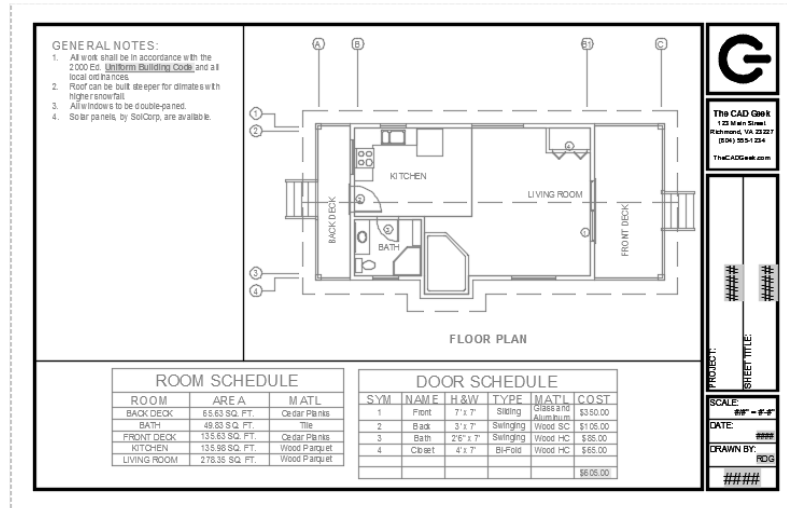 GENERAL NOTES:
1. All work shall be in accordance with the
2000 Ed. Uniform Building Code and all
local ordinances.
2. Roof can be built steeper for climates with
higher snowfall.
3. All windows to be double-paned.
4. Solar panels, by SolCorp, are available.
A B B1 C
1
2
3
4
KITCHEN
LIVING ROOM
BACK DECK
BATH
FRONT DECK
4
2
3
1
FLOOR PLAN
ROOM SCHEDULE
ROOM AREA MATL
BACK DECK 65.63 SQ. FT. Cedar Planks
BATH 49.83 SQ. FT. Tile
FRONT DECK 135.63 SQ. FT. Cedar Planks
KITCHEN 135.98 SQ. FT. Wood Parquet
LIVING ROOM 278.35 SQ. FT. Wood Parquet
DOOR SCHEDULE
SYM NAME H&W TYPE MAT'L COST
1 Front 7' x 7' Sliding Glass and Aluminum $350.00
2 Back 3' x 7' Swinging Wood SC $105.00
3 Bath 2'6" x 7' Swinging Wood HC $85.00
4 Closet 4' x 7' Bi-Fold Wood HC $65.00
$605.00
The CAD Geek
123 Main Street
Richmond, VA 23227
(804) 555-1234
TheCADGeek.com
PROJECT:
####
SHEET TITLE:
####
SCALE:
#/#" = #'-#"
DATE:
####
DRAWN BY:
RDG
####